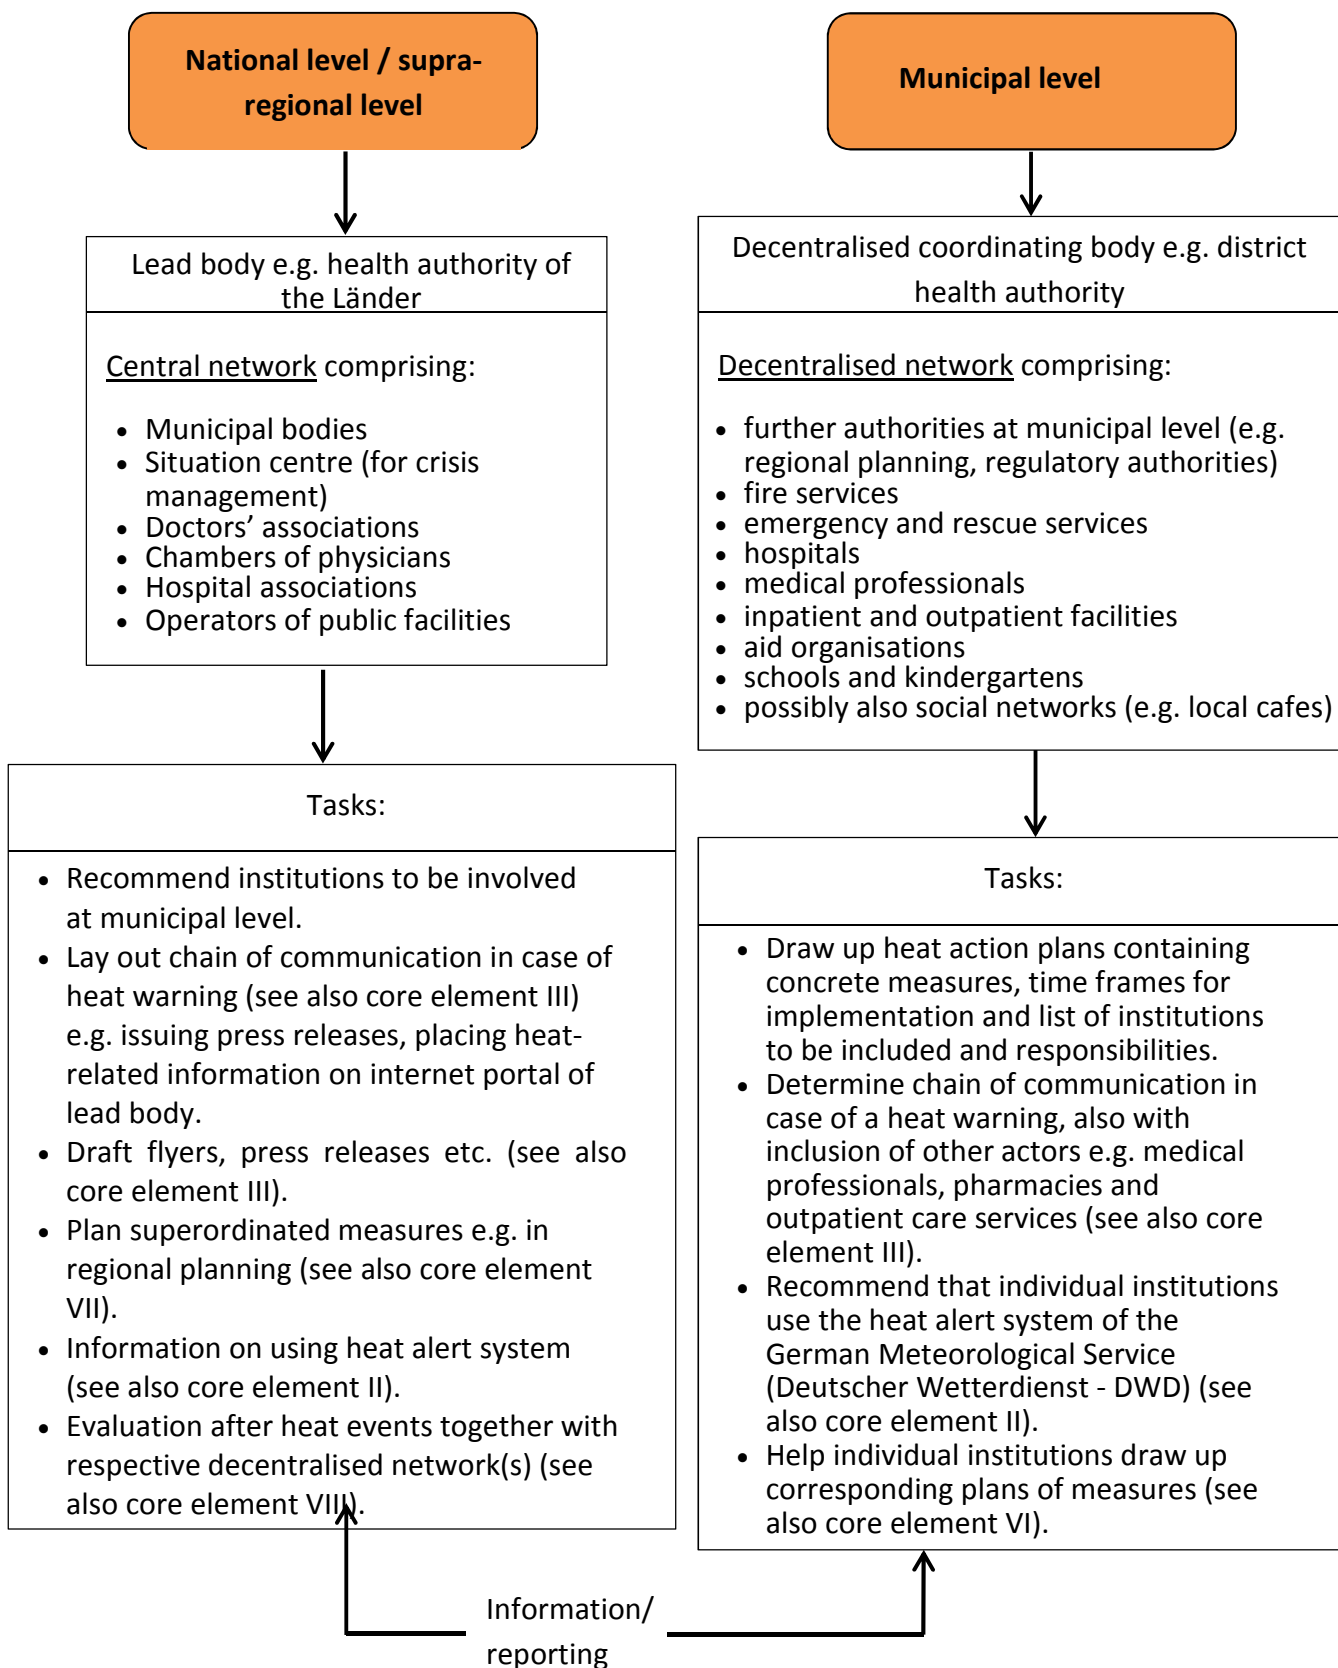 National level / supra-
regional level
Lead body e.g. health authority of
the Länder
Central network comprising:
• Municipal bodies
• Situation centre (for crisis
management)
• Doctors’ associations
• Chambers of physicians
• Hospital associations
• Operators of public facilities
Tasks:
• Recommend institutions to be involved
at municipal level.
• Lay out chain of communication in case of
heat warning (see also core element III)
e.g. issuing press releases, placing heat-
related information on internet portal of
lead body.
• Draft flyers, press releases etc. (see also
core element III).
• Plan superordinated measures e.g. in
regional planning (see also core element
VII).
• Information on using heat alert system
(see also core element II).
• Evaluation after heat events together with
respective decentralised network(s) (see
also core element VIII).
Municipal level
Decentralised coordinating body e.g. district
health authority
Decentralised network comprising:
• further authorities at municipal level (e.g.
regional planning, regulatory authorities)
• fire services
• emergency and rescue services
• hospitals
• medical professionals
• inpatient and outpatient facilities
• aid organisations
• schools and kindergartens
• possibly also social networks (e.g. local cafes)
Tasks:
• Draw up heat action plans containing
concrete measures, time frames for
implementation and list of institutions
to be included and responsibilities.
• Determine chain of communication in
case of a heat warning, also with
inclusion of other actors e.g. medical
professionals, pharmacies and
outpatient care services (see also core
element III).
• Recommend that individual institutions
use the heat alert system of the
German Meteorological Service
(Deutscher Wetterdienst - DWD) (see
also core element II).
• Help individual institutions draw up
corresponding plans of measures (see
also core element VI).
Information/
reporting